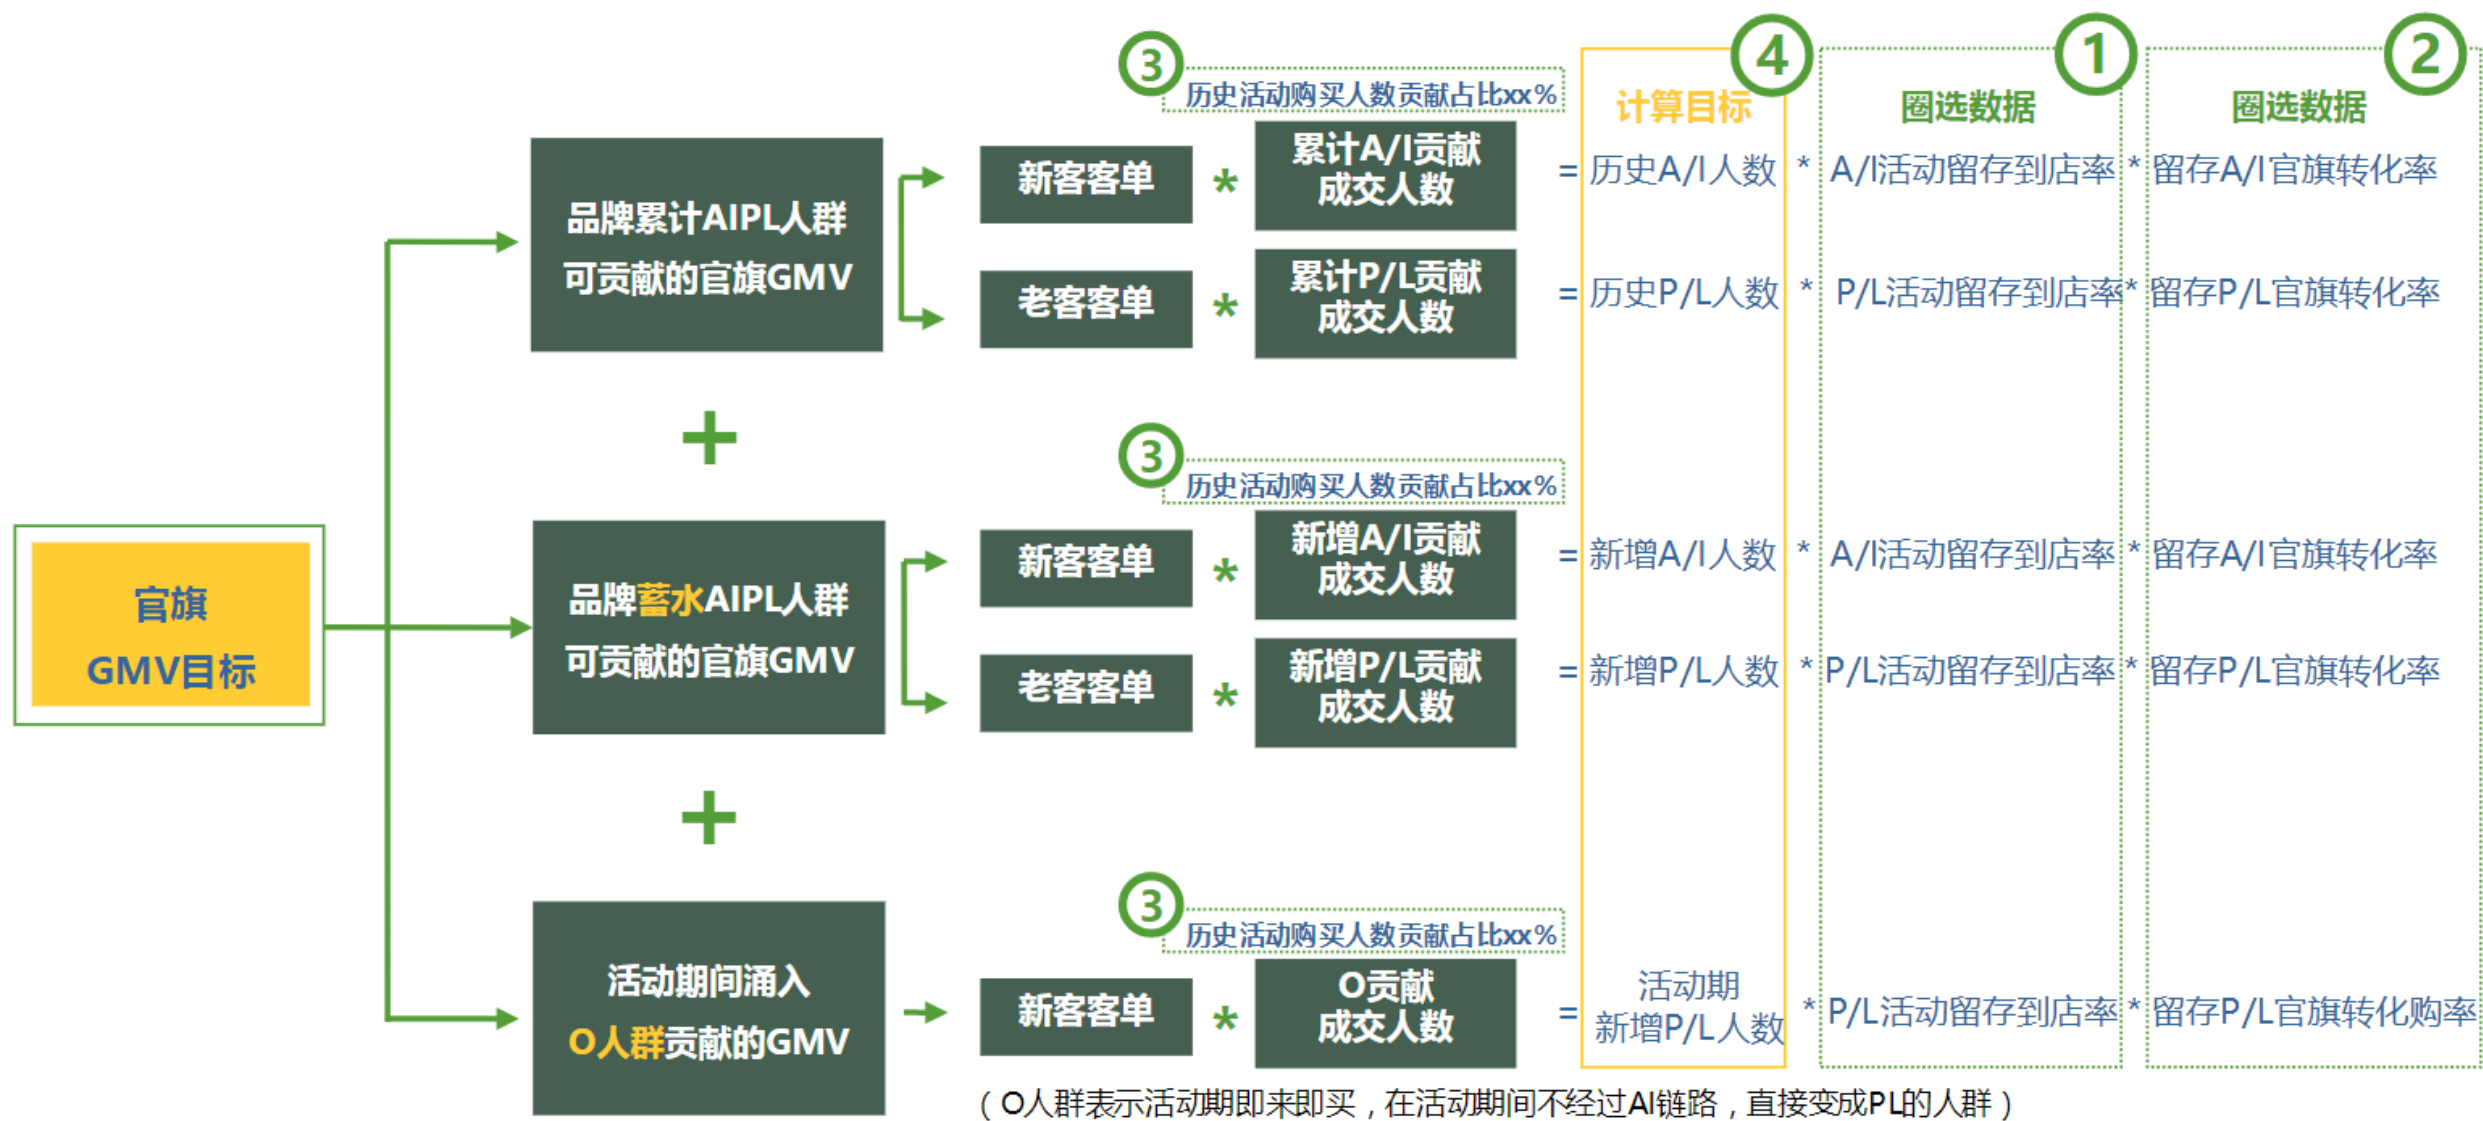 ③
历史活动购买人数贡献占比xx%
④
计算目标
①
圈选数据
②
圈选数据
品牌累计AIPL人群
可贡献的官旗GMV
新客客单
*
累计A/I贡献
成交人数
= 历史A/I人数 * A/I活动留存到店率 * 留存A/I官旗转化率
老客客单
*
累计P/L贡献
成交人数
= 历史P/L人数 * P/L活动留存到店率* 留存P/L官旗转化率
+
③
历史活动购买人数贡献占比xx%
官旗
GMV目标
品牌蓄水AIPL人群
可贡献的官旗GMV
新客客单
*
新增A/I贡献
成交人数
= 新增A/I人数 * A/I活动留存到店率 * 留存A/I官旗转化率
老客客单
*
新增P/L贡献
成交人数
= 新增P/L人数 * P/L活动留存到店率 * 留存P/L官旗转化率
+
③
历史活动购买人数贡献占比xx%
活动期间涌入
O人群贡献的GMV
新客客单
*
O贡献
成交人数
=
活动期
新增P/L人数
* P/L活动留存到店率 * 留存P/L官旗转化购率
（O人群表示活动期即来即买，在活动期间不经过AI链路，直接变成PL的人群）